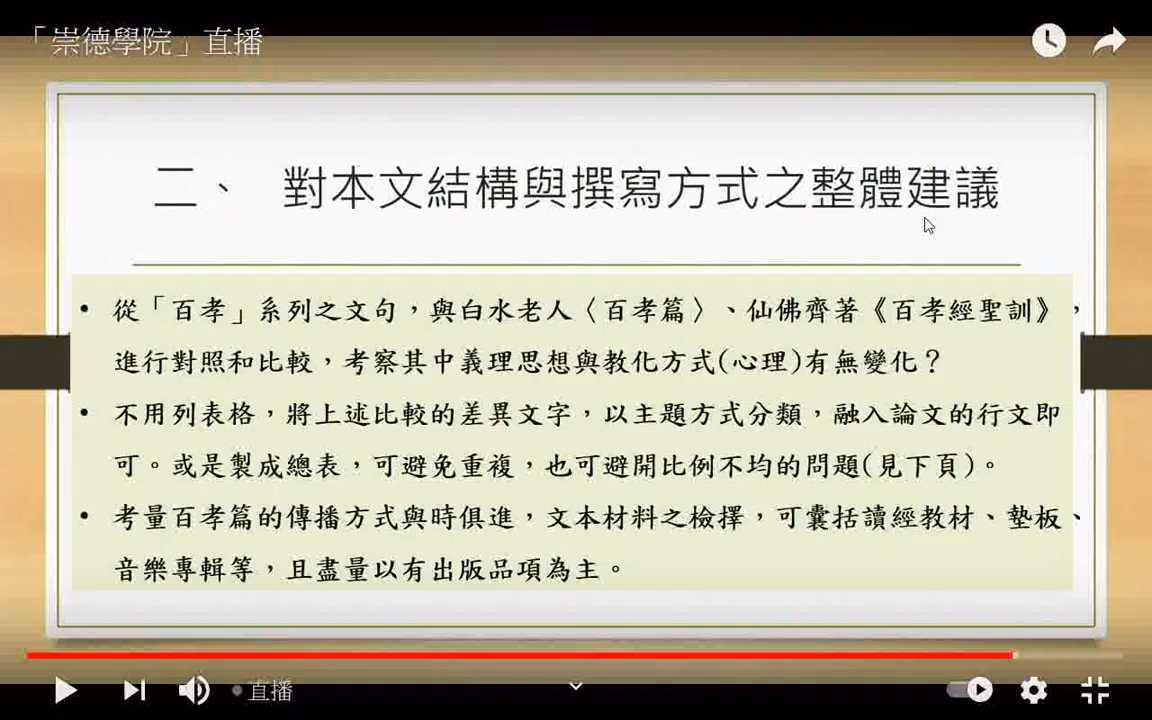 「崇德學院」直播
二、 對本文結構與撰寫方式之整體建議
• 從「百孝」系列之文句，與白水老人〈百孝篇〉、仙佛齊著《百孝經聖訓》，
進行對照和比較，考察其中義理思想與教化方式(心理)有無變化？
• 不用列表格，將上述比較的差異文字，以主題方式分類，融入論文的行文即
可。或是製成總表，可避免重複，也可避開比例不均的問題(見下頁)。
• 考量百孝篇的傳播方式與時俱進，文本材料之檢擇，可囊括讀經教材、墊板、
音樂專輯等，且盡量以有出版品項為主。
直播